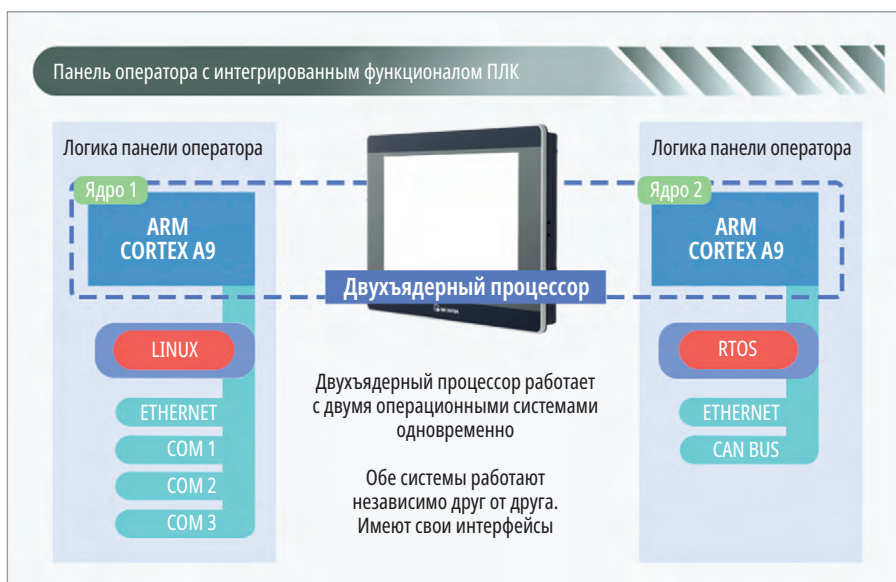 Панель оператора с интегрированным функционалом ПЛК
Логика панели оператора
Ядро 1
ARM
CORTEX A9
LINUX
ETHERNET
COM 1
COM 2
COM 3
Двухъядерный процессор
Двухъядерный процессор работает
с двумя операционными системами
одновременно
Обе системы работают
независимо друг от друга.
Имеют свои интерфейсы
Логика панели оператора
Ядро 2
ARM
CORTEX A9
RTOS
ETHERNET
CAN BUS